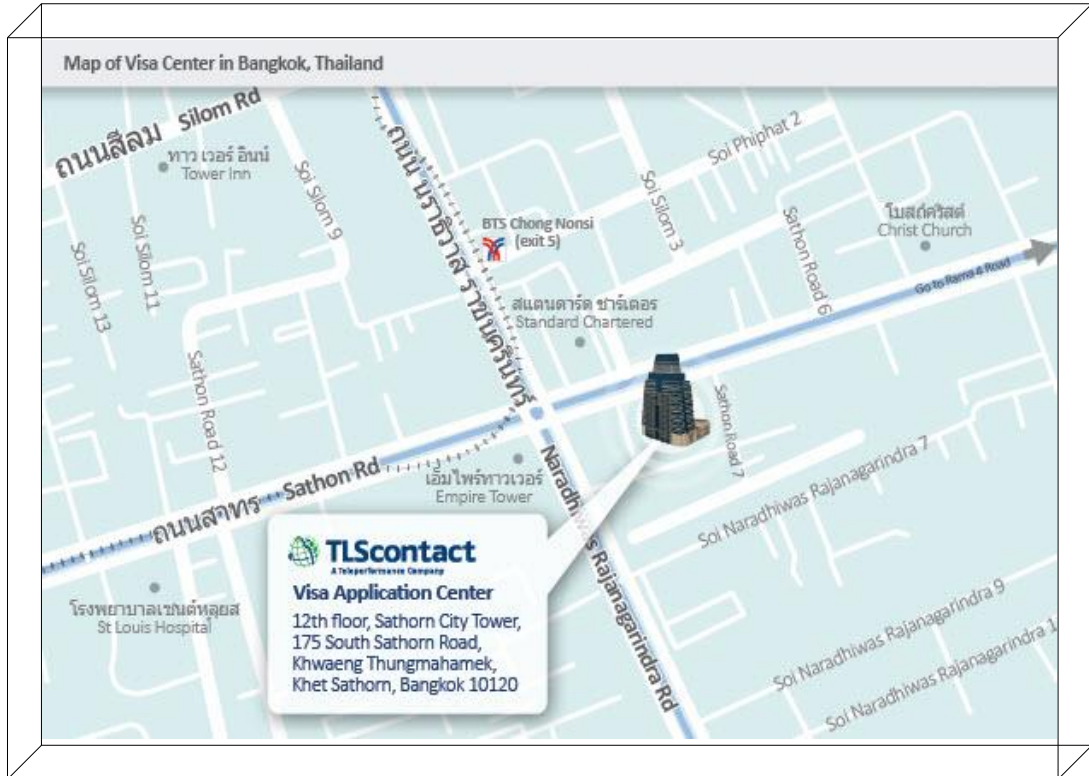 Map of Visa Center in Bangkok, Thailand
ถนนสีลม Silom Rd
ทาว เวอร์ อินน์
Tower Inn
Soi Silom 9
Soi Silom 11
Soi Silom 13
ถนน นราธิวาส ราชนครินทร์
BTS Chong Nonsi
(exit 5)
Soi Silom 3
Soi Phiphat 2
Sathon Road 6
โบสถ์คริสต์
Christ Church
Go to Rama 4 Road
สแตนดาร์ด ชาร์เตอร
Standard Chartered
Sathon Road 12
Sathon Road 7
ถนนสาทร Sathon Rd
เอ็มไพร์ทาวเวอร์
Empire Tower
Naradhiwas Rajanagarindra Rd
Soi Naradhiwas Rajanagarindra 7
Soi Naradhiwas Rajanagarindra 9
Soi Naradhiwas Rajanagarindra 1
โรงพยาบาลเซนต์หลุยส
St Louis Hospital
TLScontact
A Teleperformance Company
Visa Application Center
12th floor, Sathorn City Tower,
175 South Sathorn Road,
Khwaeng Thungmahamek,
Khet Sathorn, Bangkok 10120